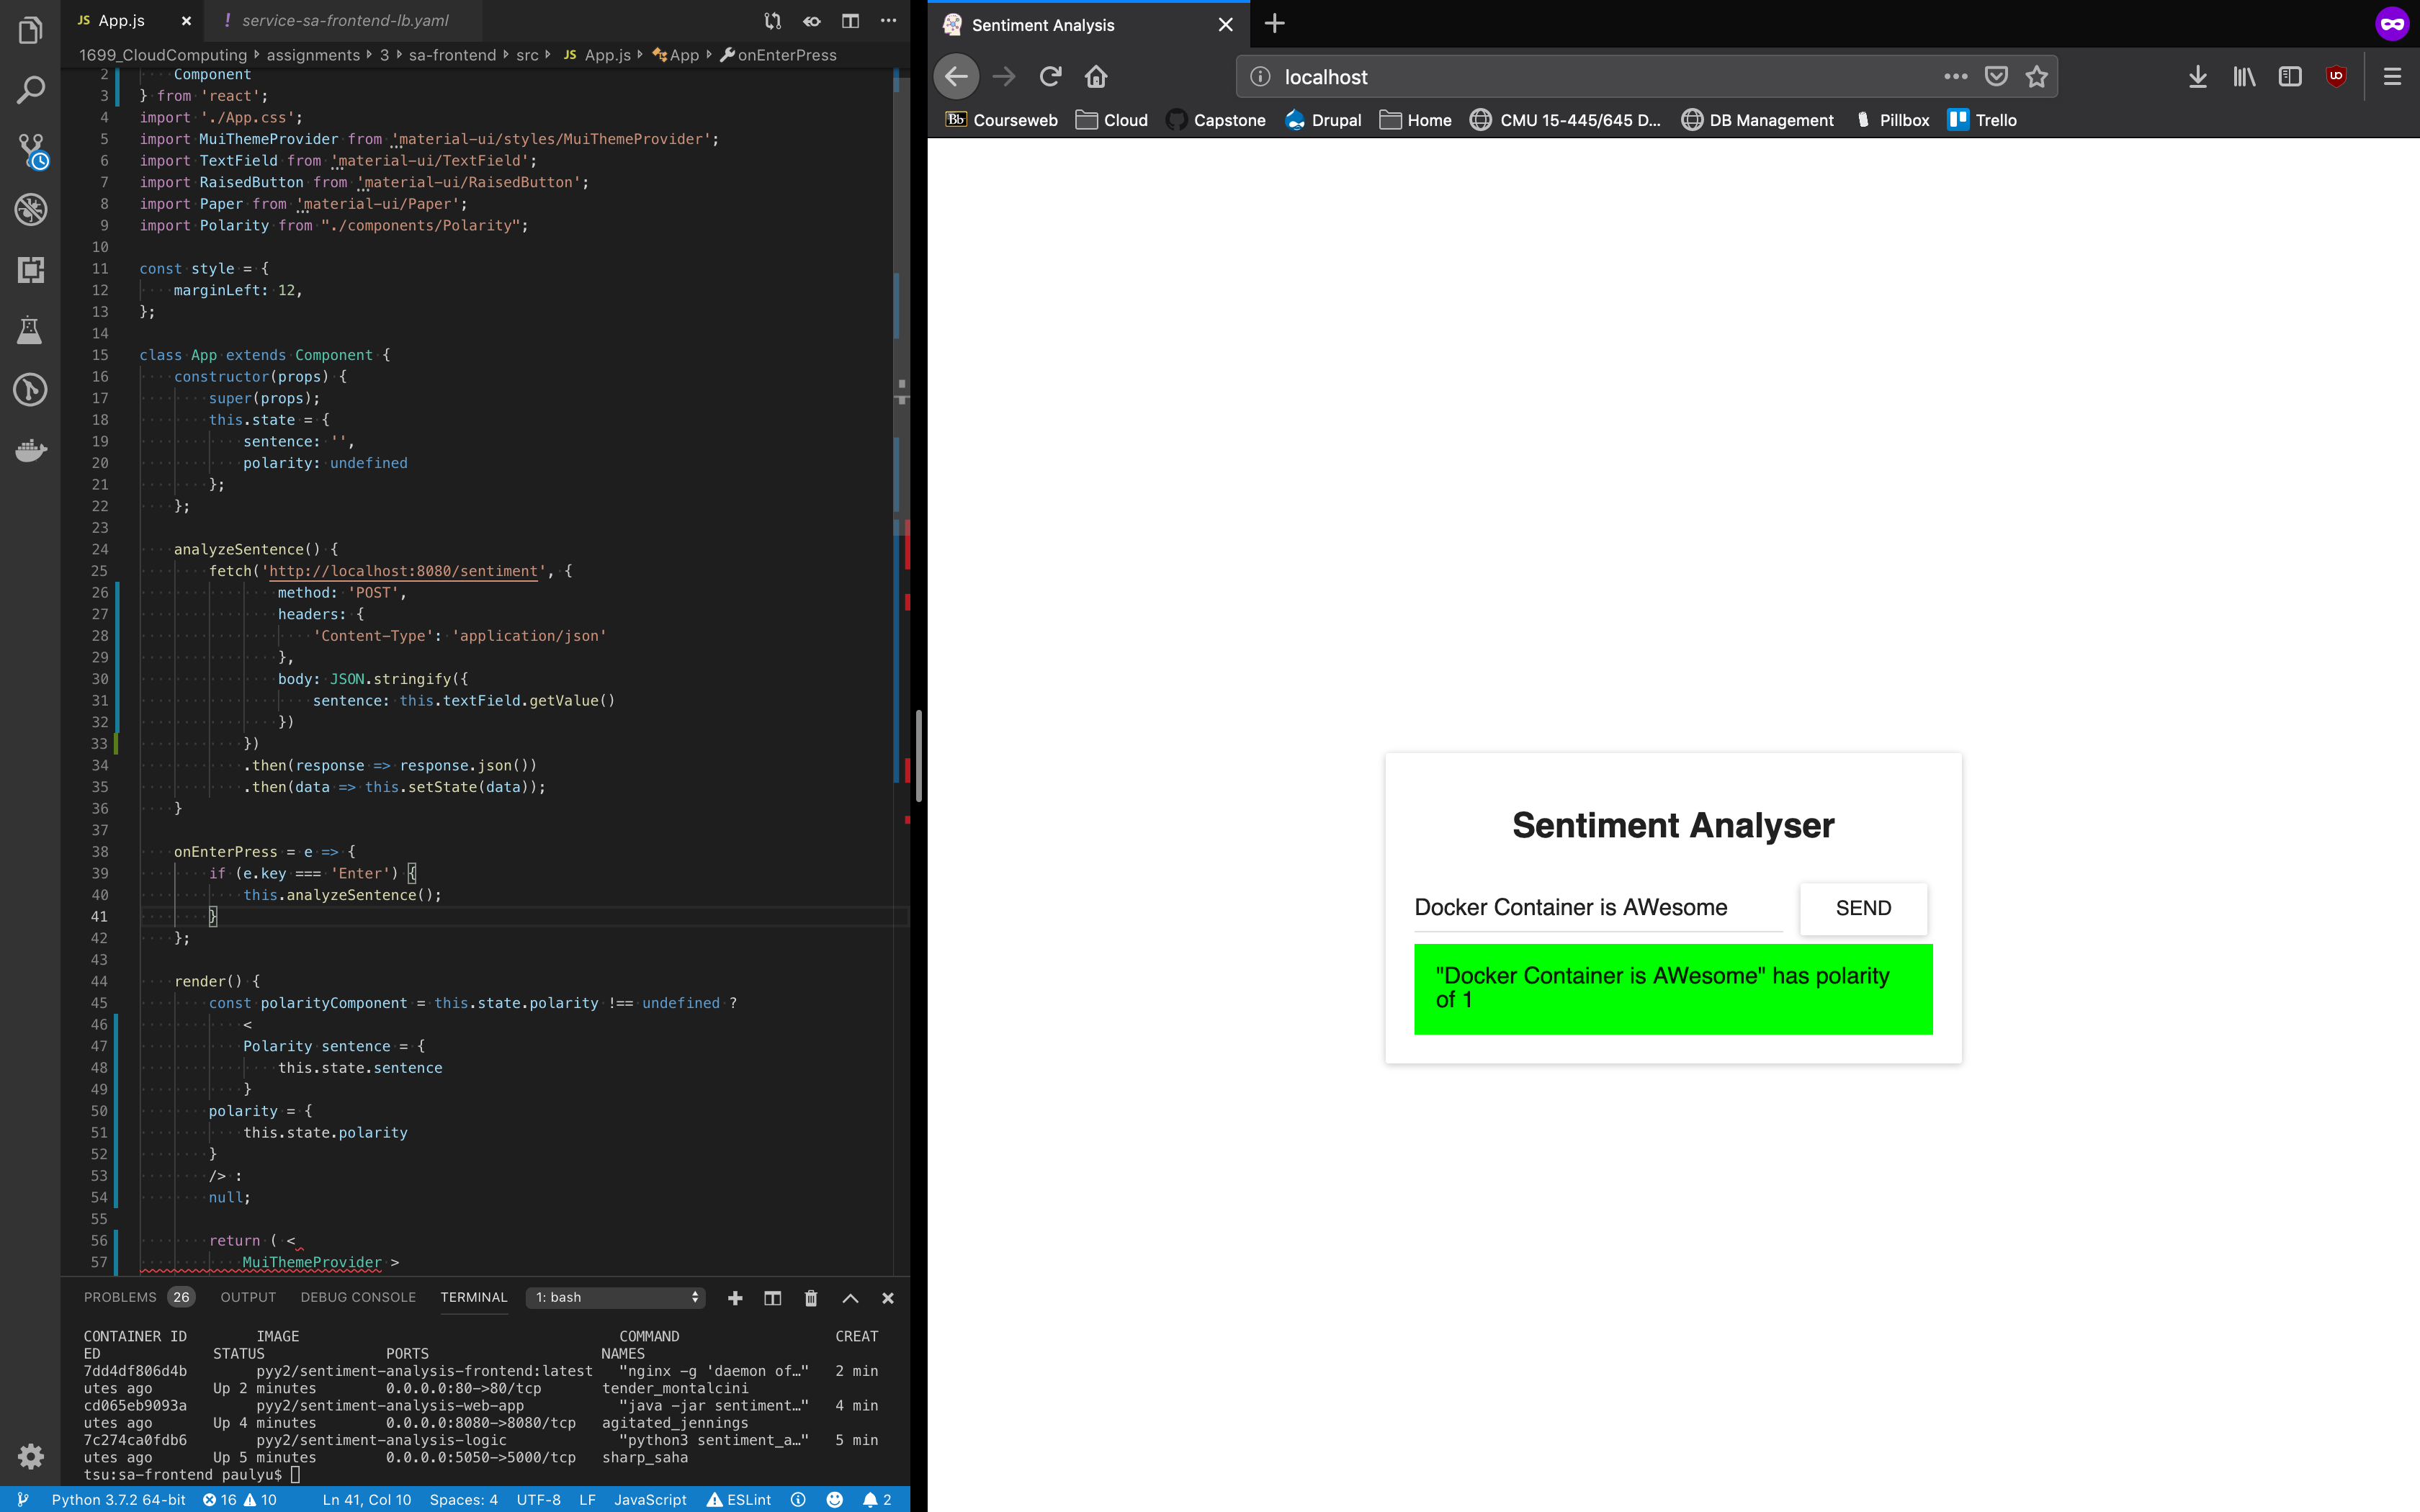 JS App.js ×
! service-sa-frontend-lb.yaml
1699_CloudComputing › assignments › 3 › sa-frontend › src › JS App.js › App › onEnterPress
2 Component
3 } from 'react';
4 import './App.css';
5 import MuiThemeProvider from 'material-ui/styles/MuiThemeProvider';
6 import TextField from 'material-ui/TextField';
7 import RaisedButton from 'material-ui/RaisedButton';
8 import Paper from 'material-ui/Paper';
9 import Polarity from "./components/Polarity";
10
11 const style = {
12 marginLeft: 12,
13 };
14
15 class App extends Component {
16 constructor(props) {
17 super(props);
18 this.state = {
19 sentence: '',
20 polarity: undefined
21 };
22 };
23
24 analyzeSentence() {
25 fetch('http://localhost:8080/sentiment', {
26 method: 'POST',
27 headers: {
28 'Content-Type': 'application/json'
29 },
30 body: JSON.stringify({
31 sentence: this.textField.getValue()
32 })
33 })
34 .then(response => response.json())
35 .then(data => this.setState(data));
36 }
37
38 onEnterPress = e => {
39 if (e.key === 'Enter') {
40 this.analyzeSentence();
41 }
42 };
43
44 render() {
45 const polarityComponent = this.state.polarity !== undefined ?
46 <
47 Polarity sentence = {
48 this.state.sentence
49 }
50 polarity = {
51 this.state.polarity
52 }
53 /> :
54 null;
55
56 return ( <
57 MuiThemeProvider >
PROBLEMS 26 OUTPUT DEBUG CONSOLE TERMINAL 1: bash
CONTAINER ID IMAGE COMMAND CREAT
ED STATUS PORTS NAMES
7dd4df806d4b pyy2/sentiment-analysis-frontend:latest "nginx -g 'daemon of…" 2 min
utes ago Up 2 minutes 0.0.0.0:80->80/tcp tender_montalcini
cd065eb9093a pyy2/sentiment-analysis-web-app "java -jar sentiment…" 4 min
utes ago Up 4 minutes 0.0.0.0:8080->8080/tcp agitated_jennings
7c274ca0fdb6 pyy2/sentiment-analysis-logic "python3 sentiment_a…" 5 min
utes ago Up 5 minutes 0.0.0.0:5050->5000/tcp sharp_saha
tsu:sa-frontend paulyu$
Python 3.7.2 64-bit 16 10 Ln 41, Col 10 Spaces: 4 UTF-8 LF JavaScript ESLint 2
Sentiment Analysis
localhost
Bb Courseweb Cloud Capstone Drupal Home CMU 15-445/645 D... DB Management Pillbox Trello
Sentiment Analyser
Docker Container is AWesome SEND
"Docker Container is AWesome" has polarity
of 1